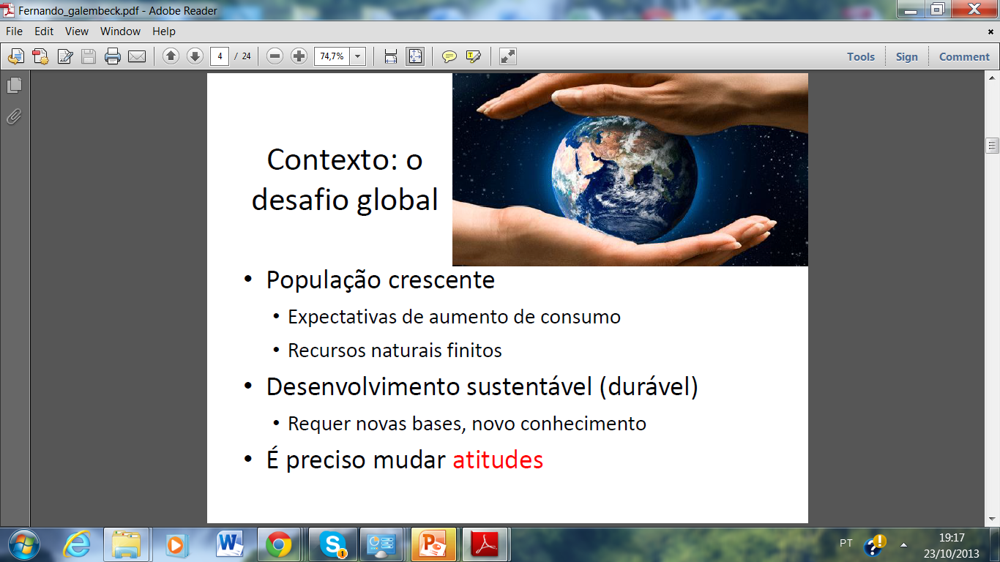 Fernando_galembeck.pdf - Adobe Reader
File Edit View Window Help
4 / 24 74,7% Tools Sign Comment
Contexto: o
desafio global
• População crescente
• Expectativas de aumento de consumo
• Recursos naturais finitos
• Desenvolvimento sustentável (durável)
• Requer novas bases, novo conhecimento
• É preciso mudar atitudes
PT
19:17
23/10/2013